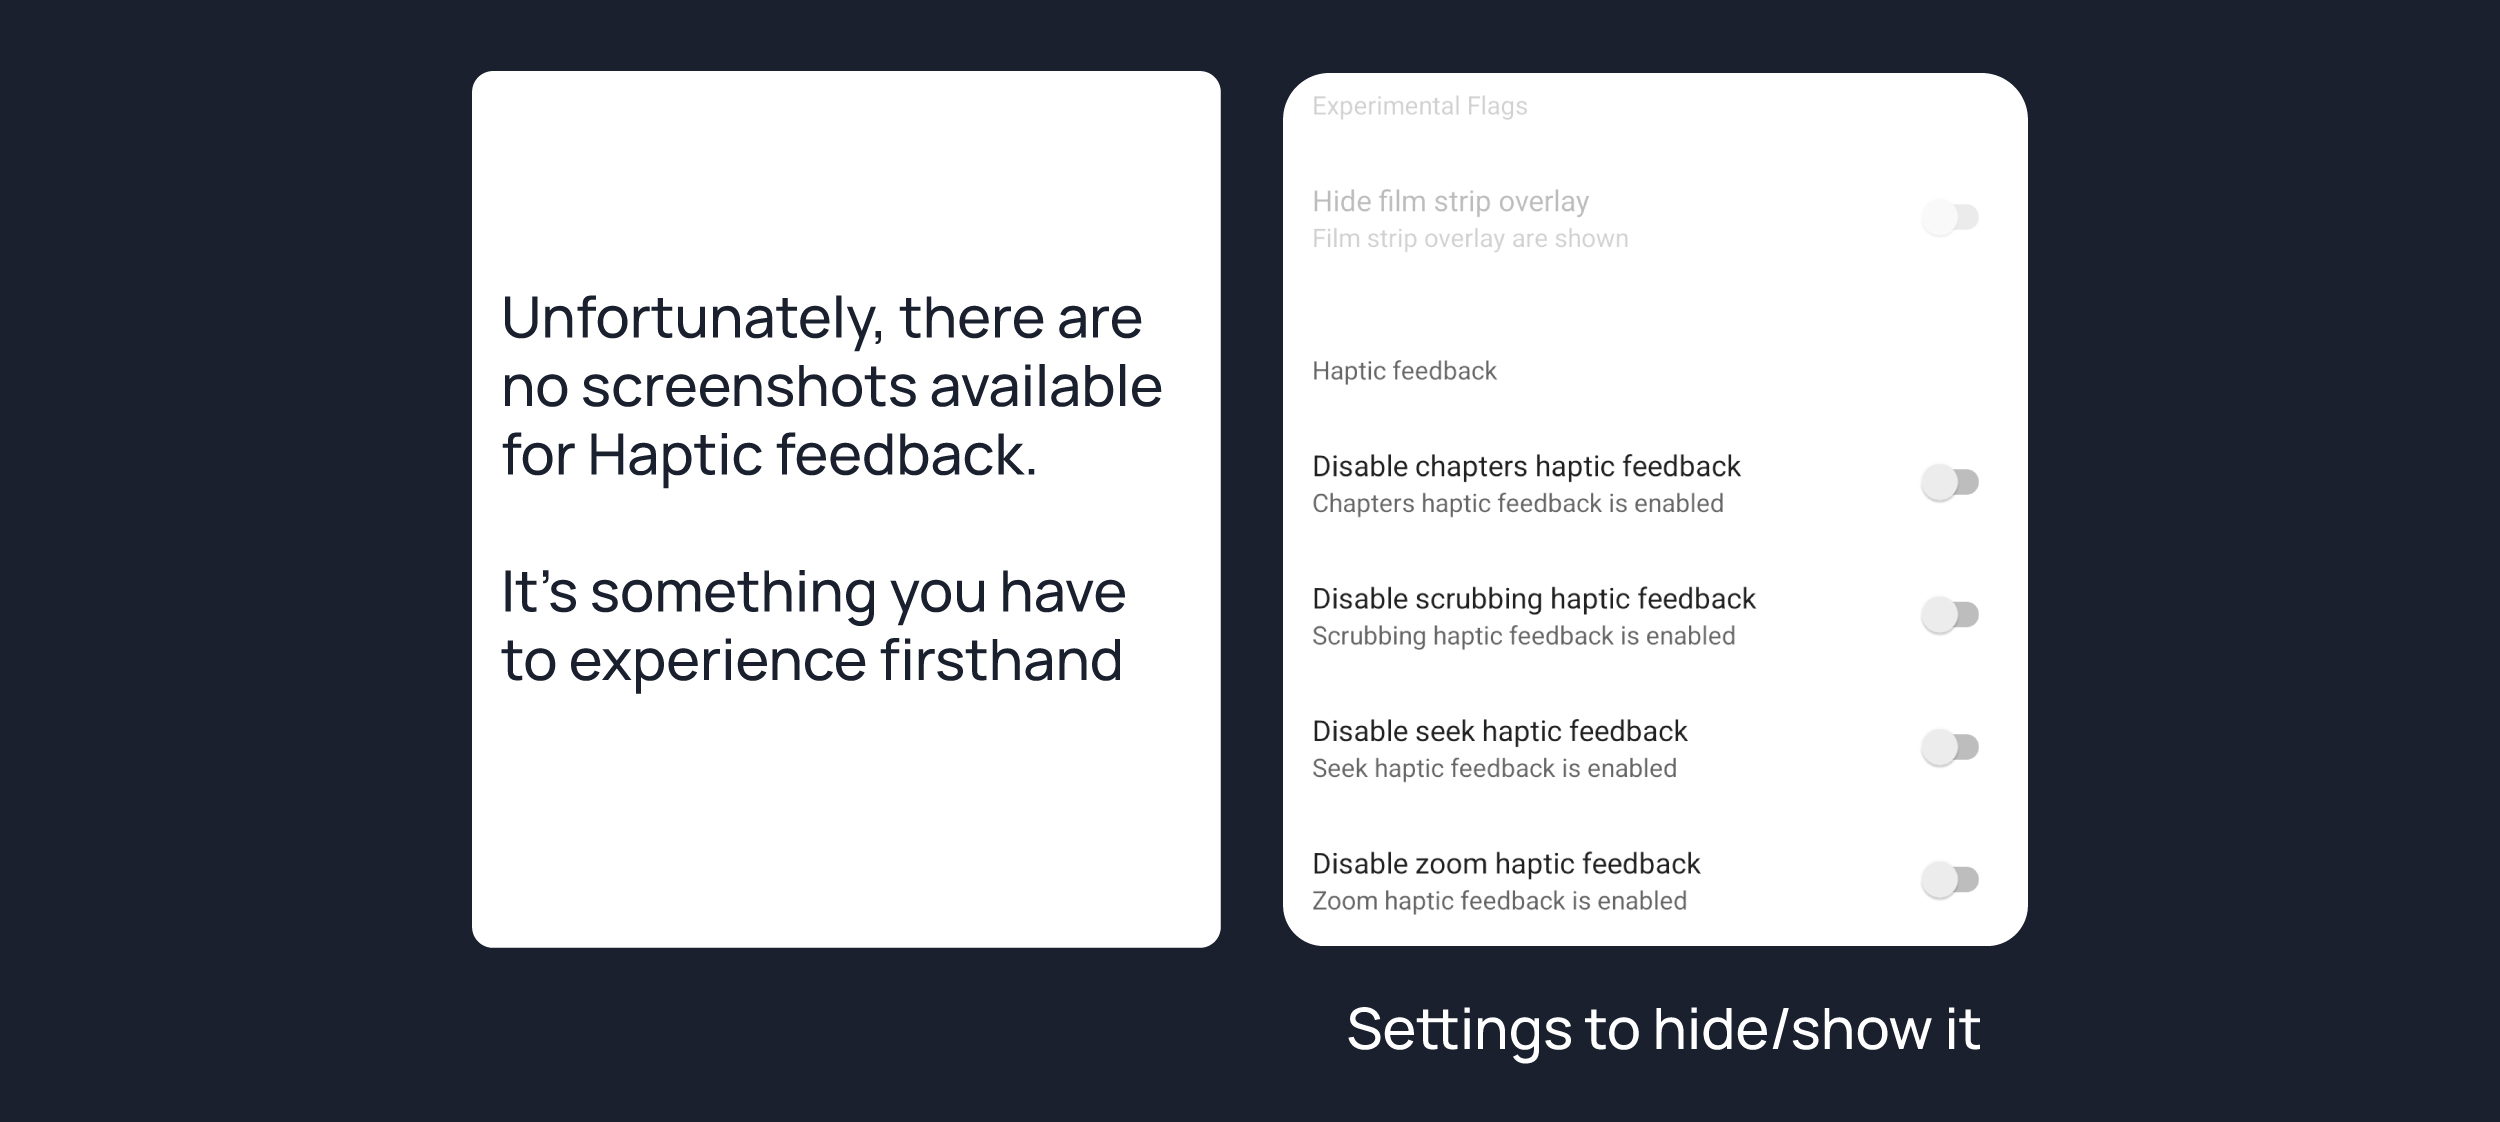 Unfortunately, there are
no screenshots available
for Haptic feedback.
It’s something you have
to experience firsthand
Experimental Flags
Hide film strip overlay
Film strip overlay are shown
Haptic feedback
Disable chapters haptic feedback
Chapters haptic feedback is enabled
Disable scrubbing haptic feedback
Scrubbing haptic feedback is enabled
Disable seek haptic feedback
Seek haptic feedback is enabled
Disable zoom haptic feedback
Zoom haptic feedback is enabled
Settings to hide/show it